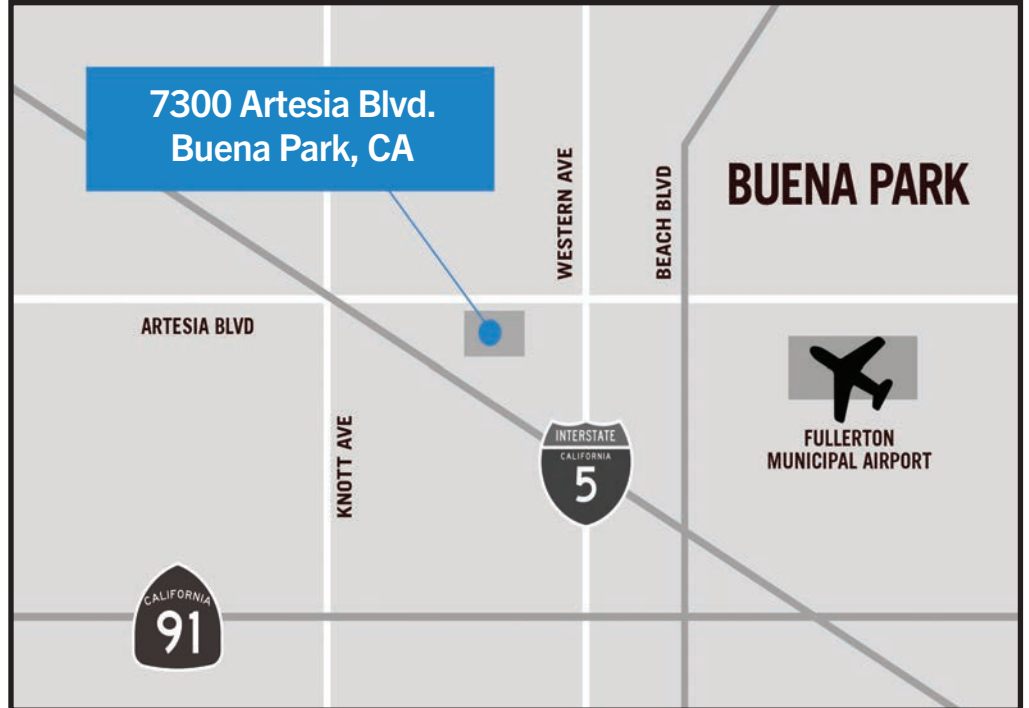 7300 Artesia Blvd.
Buena Park, CA
WESTERN AVE
BEACH BLVD
BUENA PARK
ARTESIA BLVD
KNOTT AVE
INTERSTATE
CALIFORNIA
5
FULLERTON
MUNICIPAL AIRPORT
CALIFORNIA
91